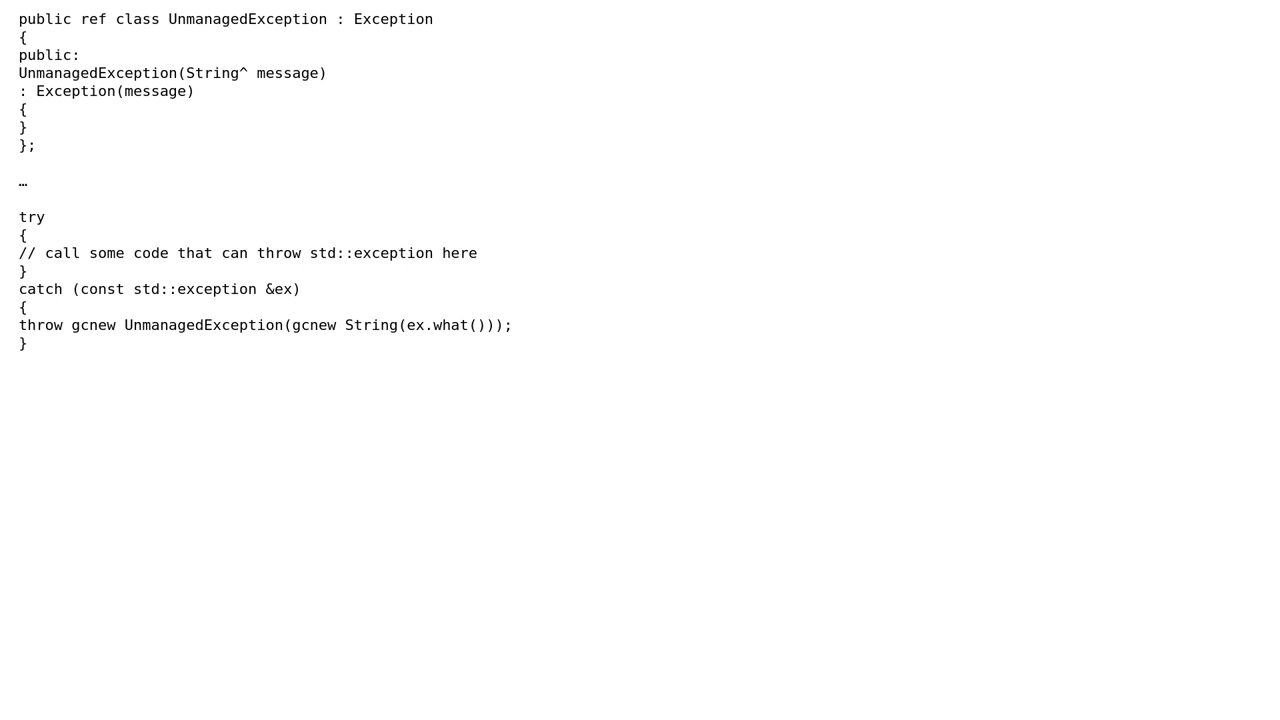 public ref class UnmanagedException : Exception
{
public:
UnmanagedException(String^ message)
: Exception(message)
{
}
};
…
try
{
// call some code that can throw std::exception here
}
catch (const std::exception &ex)
{
throw gcnew UnmanagedException(gcnew String(ex.what()));
}